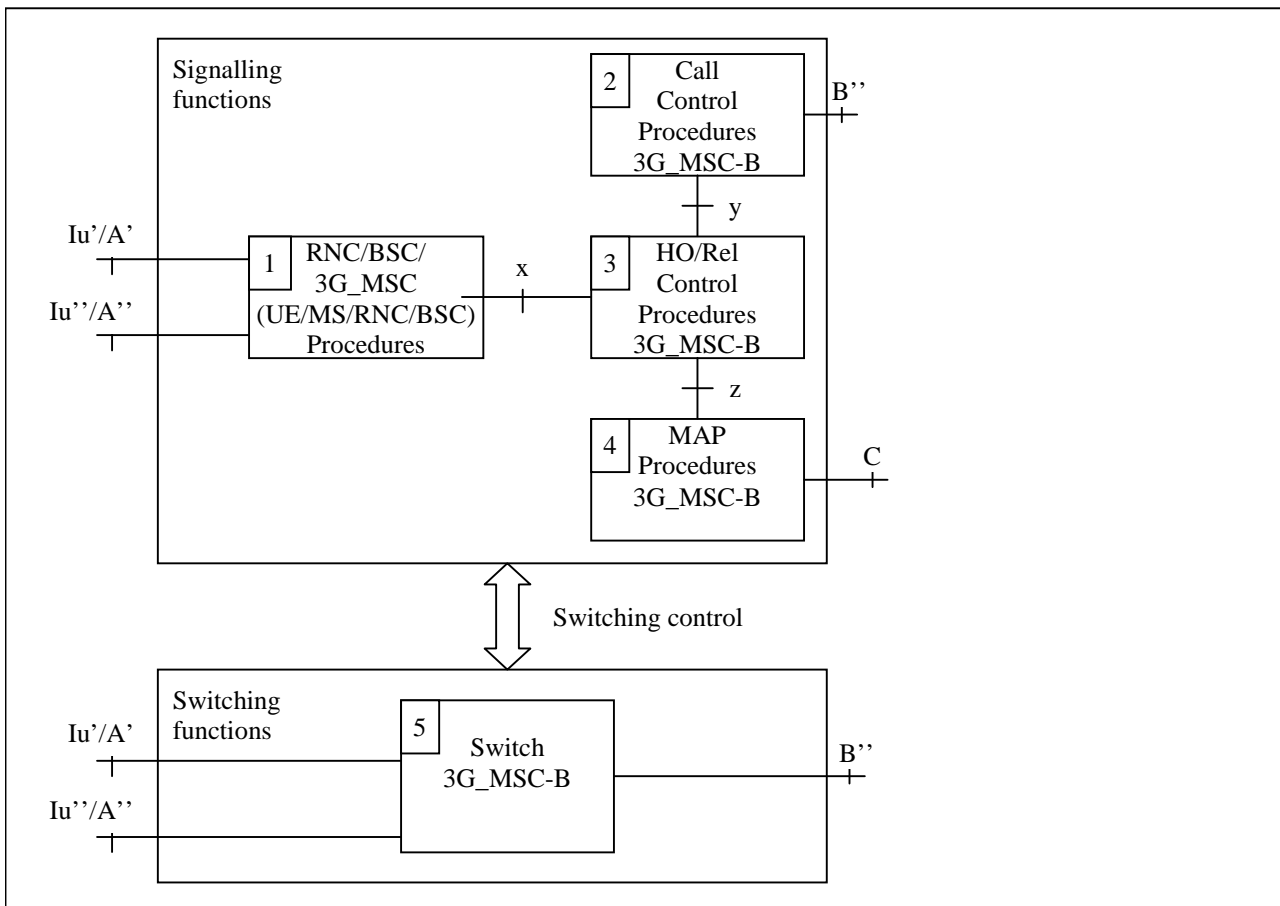 Signalling
functions
2
Call
Control
Procedures
3G_MSC-B
B’’
y
Iu’/A'
Iu’’/A’’
1
RNC/BSC/
3G_MSC
(UE/MS/RNC/BSC)
Procedures
x
3
HO/Rel
Control
Procedures
3G_MSC-B
z
4
MAP
Procedures
3G_MSC-B
C
Switching control
Switching
functions
Iu’/A'
Iu’’/A’’
5
Switch
3G_MSC-B
B’’